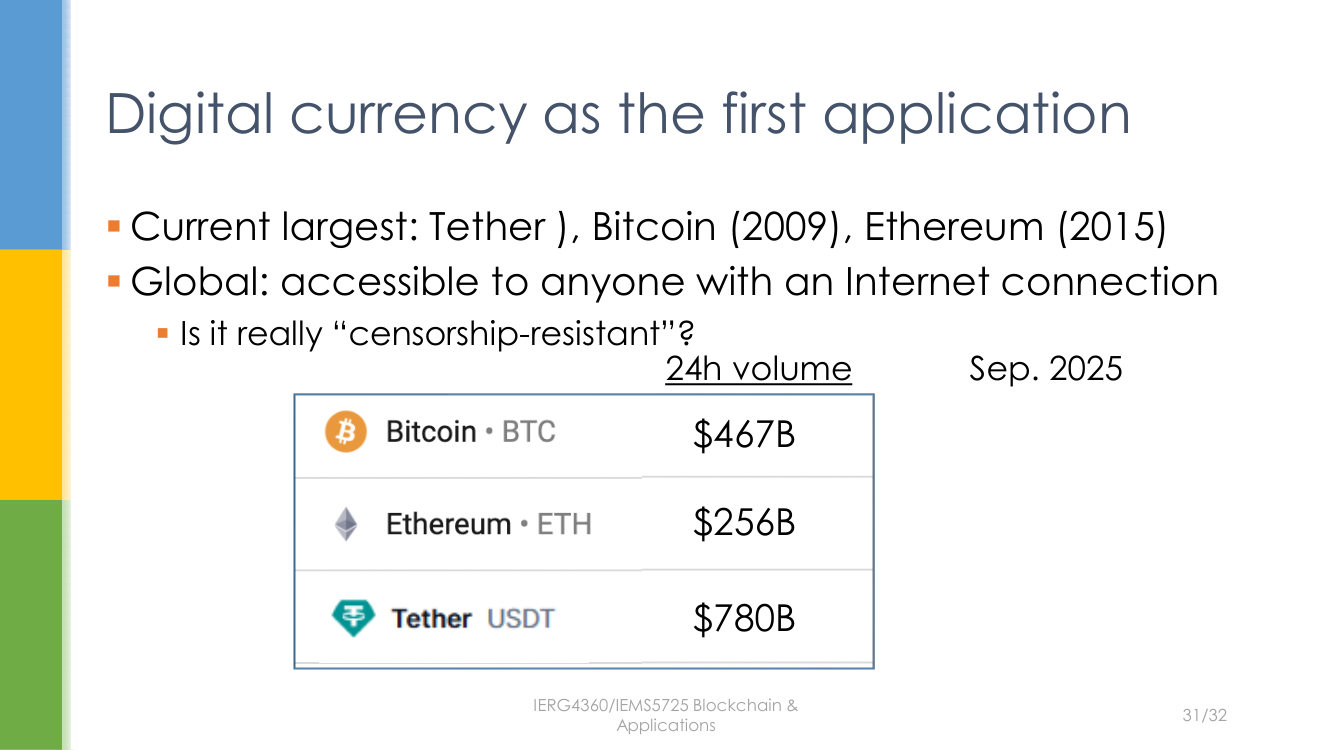 Digital currency as the first application
▪ Current largest: Tether ), Bitcoin (2009), Ethereum (2015)
▪ Global: accessible to anyone with an Internet connection
▪ Is it really “censorship-resistant”?
24h volume Sep. 2025
Bitcoin • BTC $467B
Ethereum • ETH $256B
Tether USDT $780B
IERG4360/IEMS5725 Blockchain &
Applications
31/32